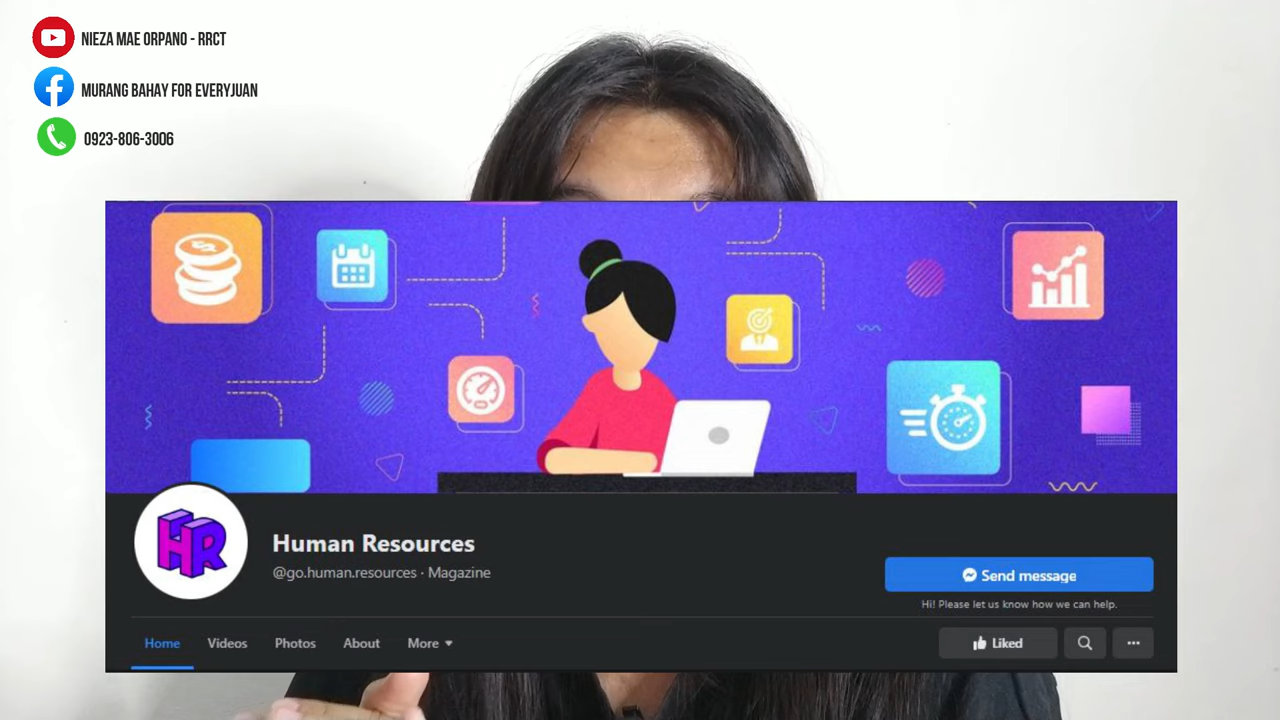 NIEZA MAE ORPANO - RRCT
MURANG BAHAY FOR EVERYJUAN
0923-806-3006
HR
Human Resources
@go.human.resources · Magazine
Send message
Hi! Please let us know how we can help.
Home Videos Photos About More
Liked